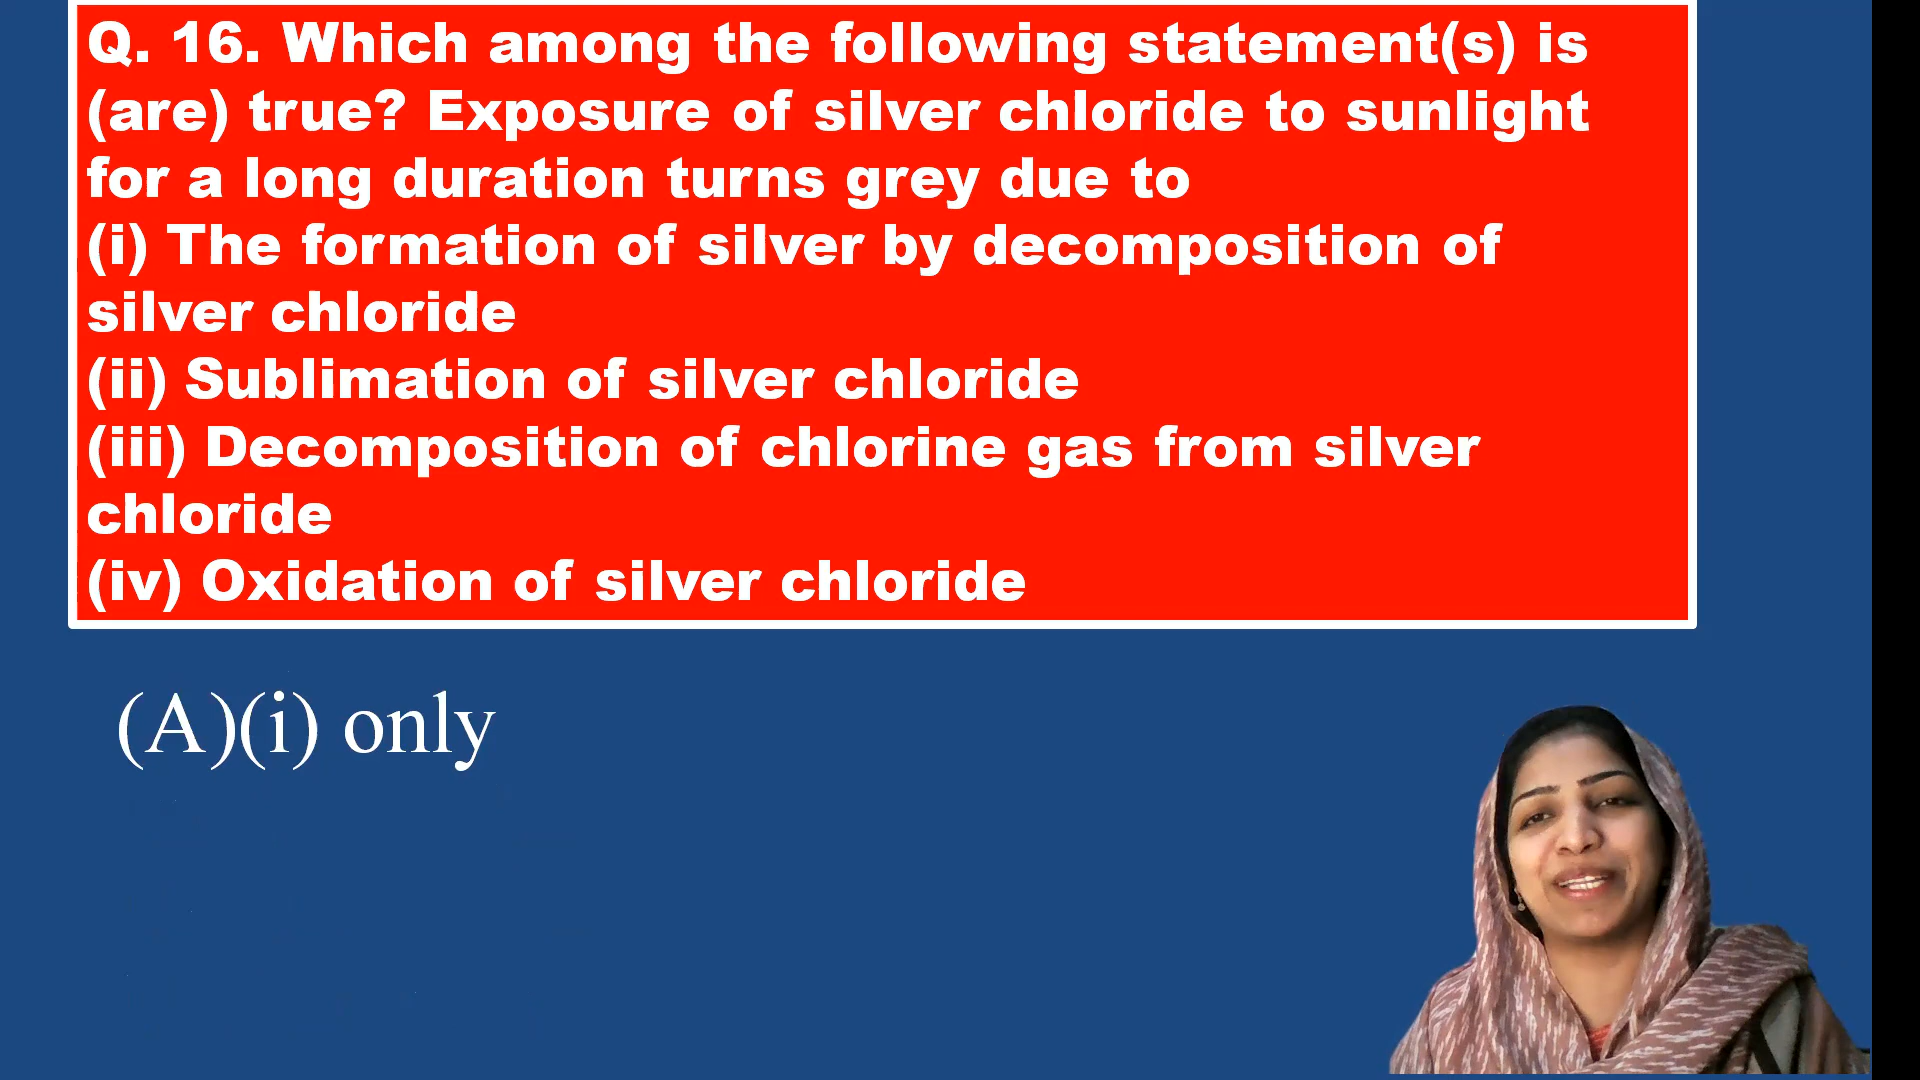 Q. 16. Which among the following statement(s) is
(are) true? Exposure of silver chloride to sunlight
for a long duration turns grey due to
(i) The formation of silver by decomposition of
silver chloride
(ii) Sublimation of silver chloride
(iii) Decomposition of chlorine gas from silver
chloride
(iv) Oxidation of silver chloride
(A)(i) only